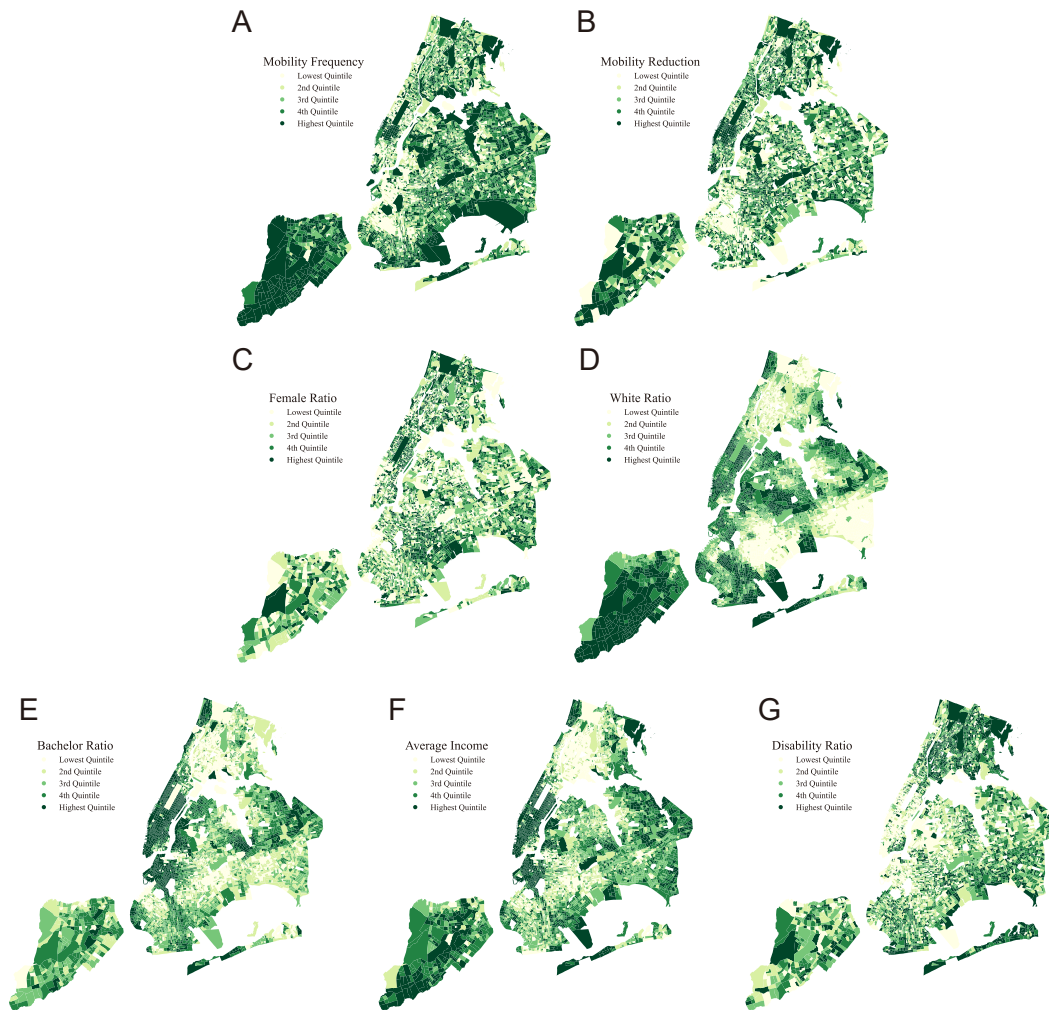 A
Mobility Frequency
Lowest Quintile
2nd Quintile
3rd Quintile
4th Quintile
Highest Quintile
B
Mobility Reduction
Lowest Quintile
2nd Quintile
3rd Quintile
4th Quintile
Highest Quintile
C
Female Ratio
Lowest Quintile
2nd Quintile
3rd Quintile
4th Quintile
Highest Quintile
D
White Ratio
Lowest Quintile
2nd Quintile
3rd Quintile
4th Quintile
Highest Quintile
E
Bachelor Ratio
Lowest Quintile
2nd Quintile
3rd Quintile
4th Quintile
Highest Quintile
F
Average Income
Lowest Quintile
2nd Quintile
3rd Quintile
4th Quintile
Highest Quintile
G
Disability Ratio
Lowest Quintile
2nd Quintile
3rd Quintile
4th Quintile
Highest Quintile